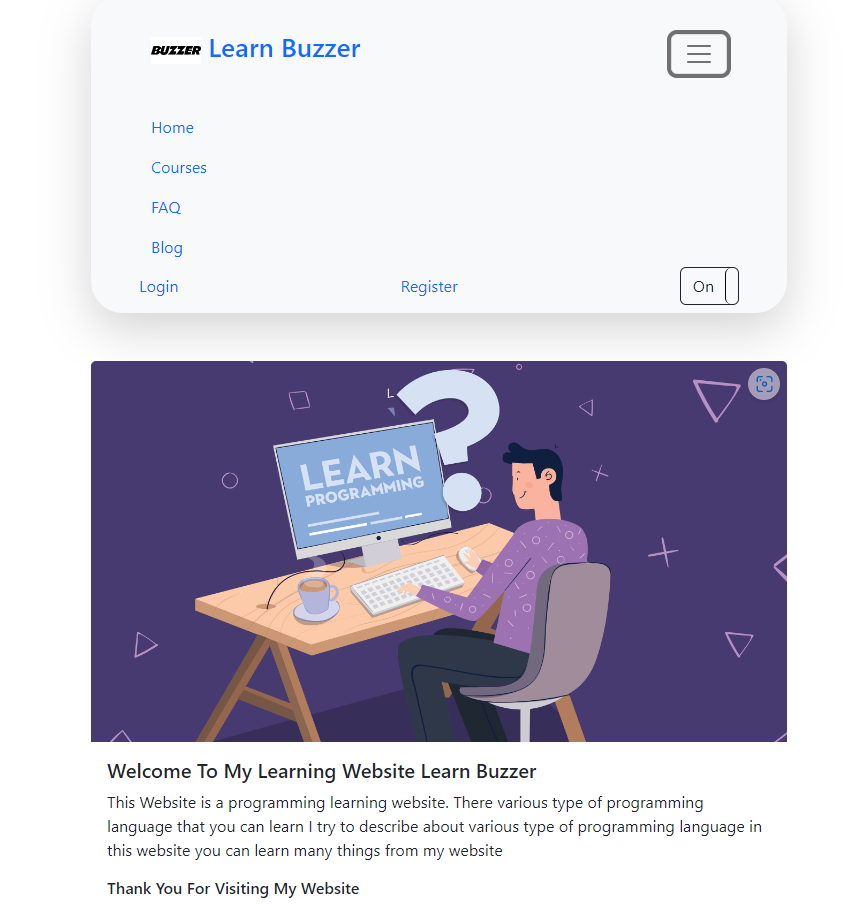 BUZZER Learn Buzzer
Home
Courses
FAQ
Blog
Login Register On
L
LEARN
PROGRAMMING
Welcome To My Learning Website Learn Buzzer
This Website is a programming learning website. There various type of programming
language that you can learn I try to describe about various type of programming language in
this website you can learn many things from my website
Thank You For Visiting My Website